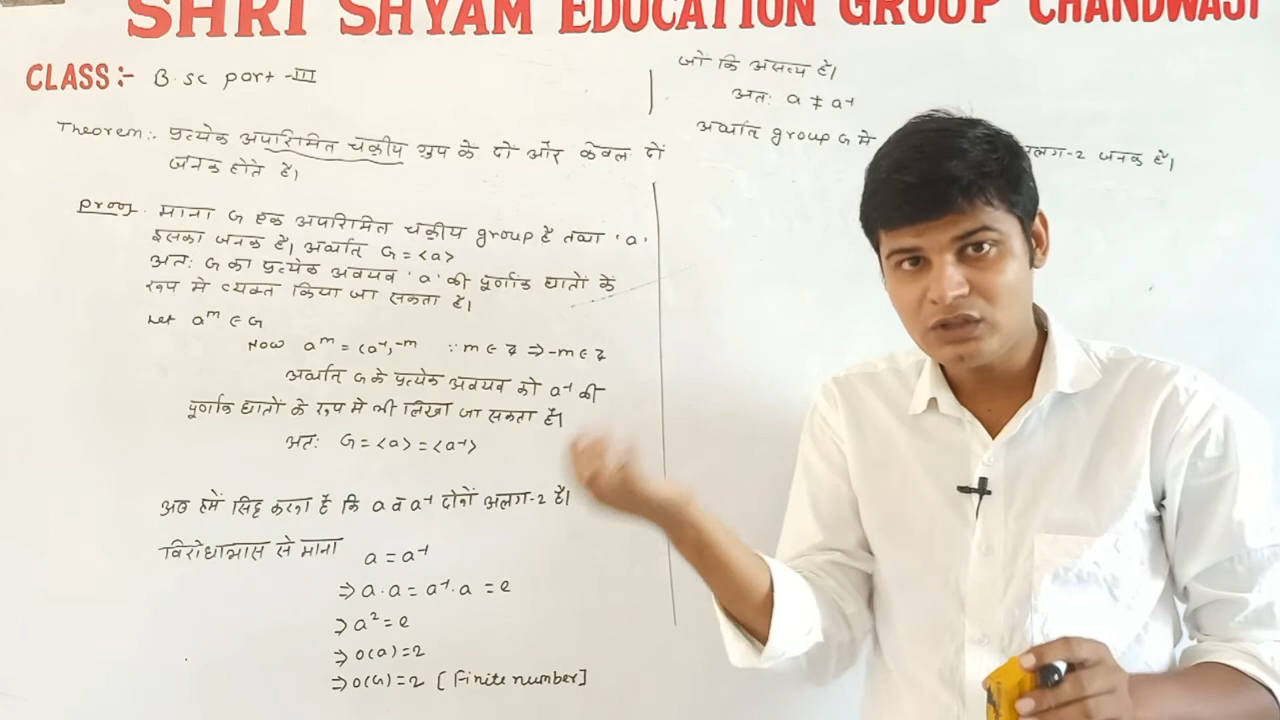 SHRI SHYAM EDUCATION GROUP CHANDWAJI
CLASS:- B.sc part-III
Theorem:. प्रत्येक अपरिमित चक्रीय ग्रुप के दो और केवल दो
जनक होते है।
proof. माना G एक अपरिमित चक्रीय group है तथा 'a'
इसका जनक है। अर्थात G = <a>
अतः G का प्रत्येक अवयव 'a' की पूर्णांक घातों के
रूप मे व्यक्त किया जा सकता है।
Let aᵐ ∈ G
Now aᵐ = (a⁻¹)⁻ᵐ ∵ m ∈ Z ⇒ -m ∈ Z
अर्थात G के प्रत्येक अवयव को a⁻¹ की
पूर्णांक घातों के रूप मे भी लिखा जा सकता है।
अतः G = <a> = <a⁻¹>
अब हमें सिद्ध करना है कि a व a⁻¹ दोनों अलग-2 है।
विरोधाभास से माना a = a⁻¹
⇒ a·a = a⁻¹·a = e
⇒ a² = e
⇒ o(a) = 2
⇒ o(G) = 2 [finite number]
जो कि असत्य है।
अतः a ≠ a⁻¹
अर्थात group G मे अलग-2 जनक है।